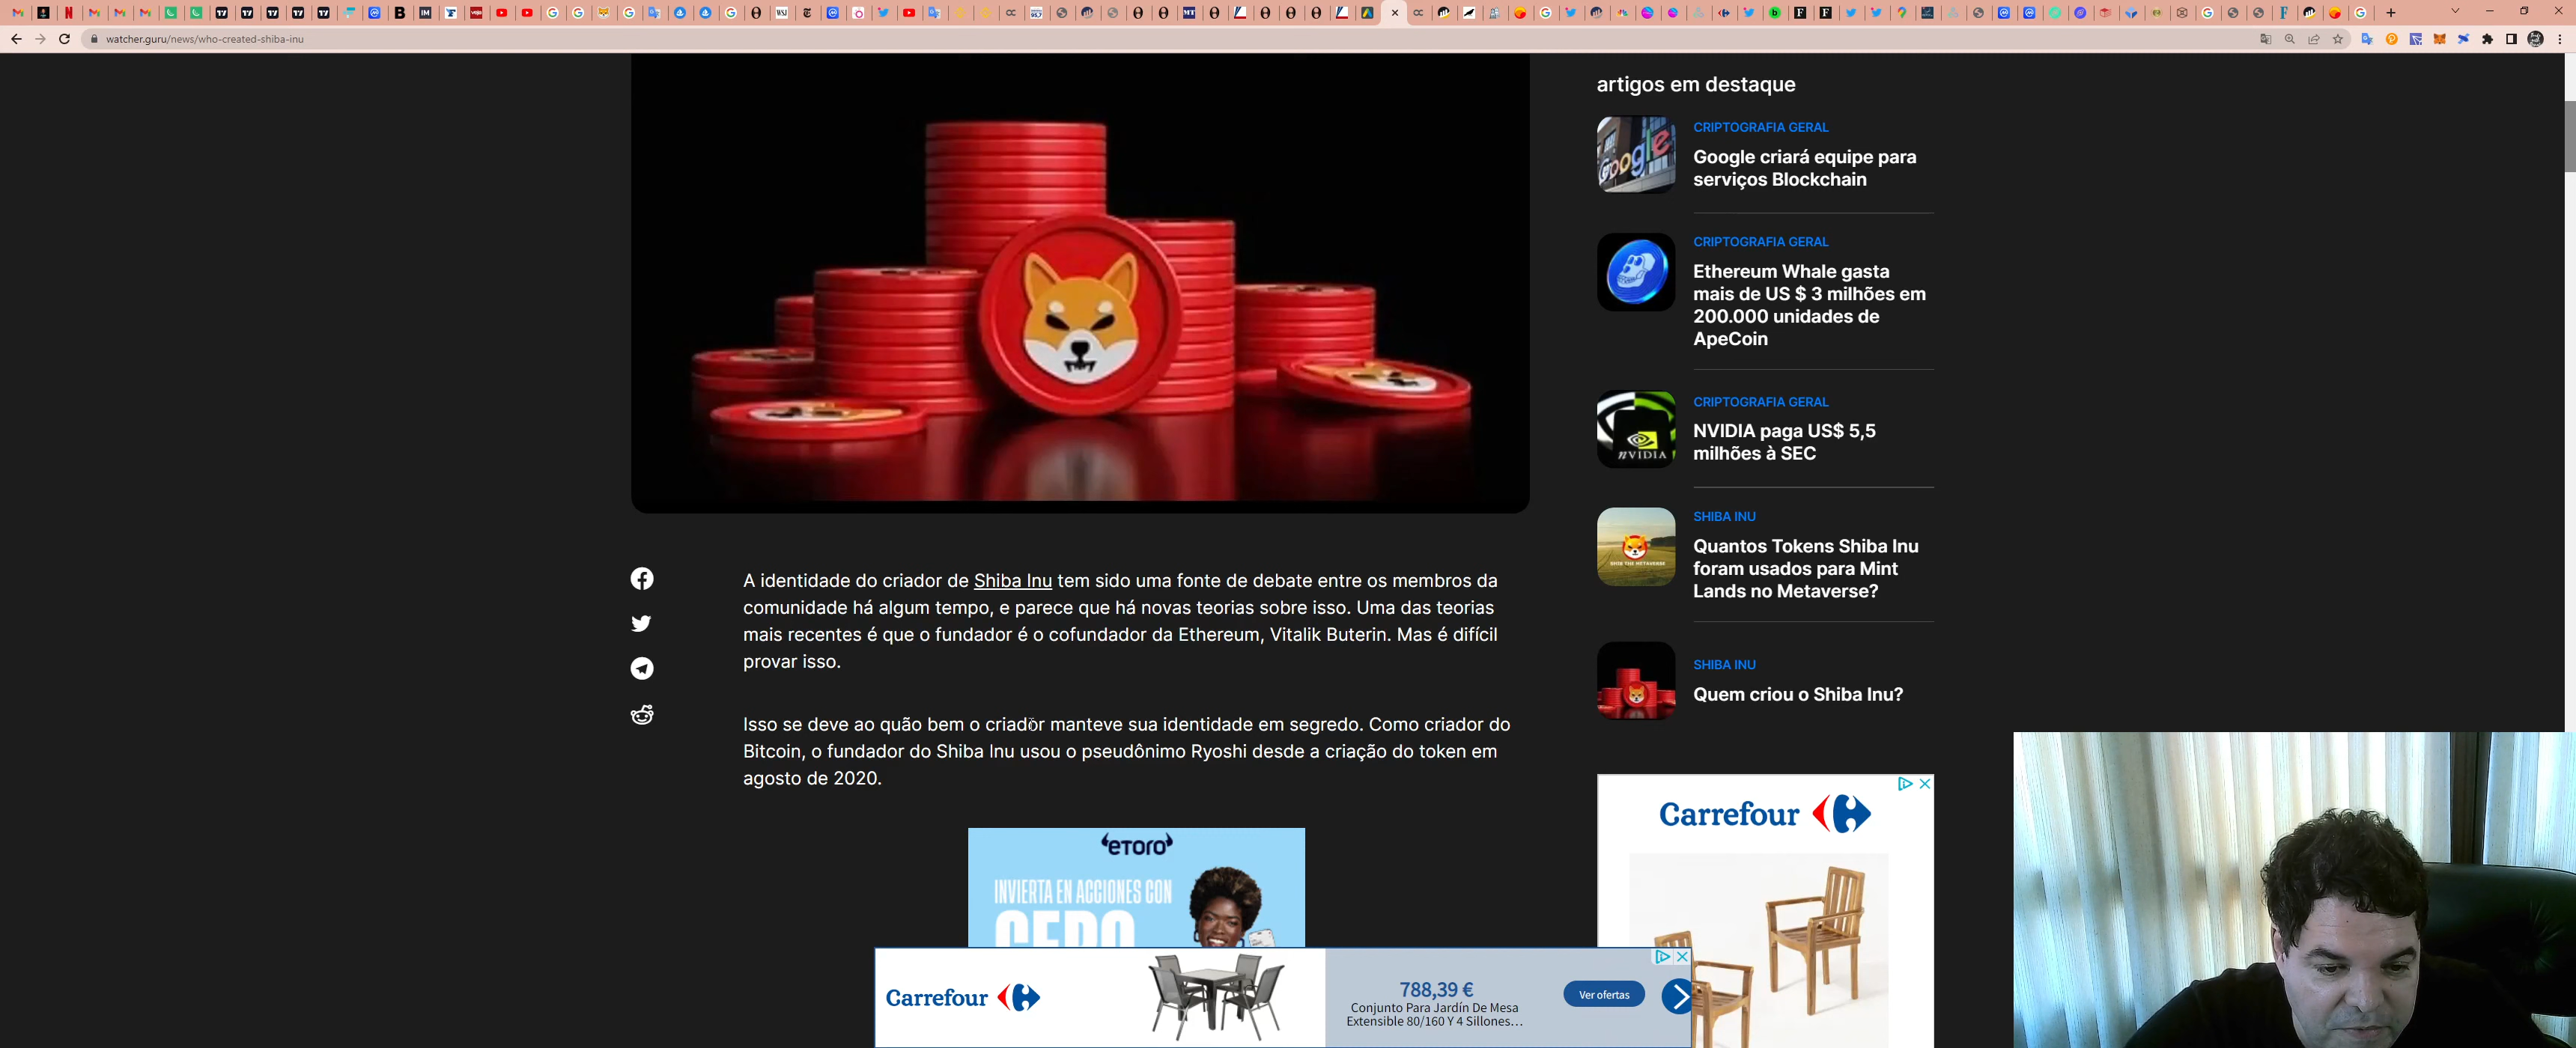 watcher.guru/news/who-created-shiba-inu
artigos em destaque
CRIPTOGRAFIA GERAL
Google criará equipe para
serviços Blockchain
CRIPTOGRAFIA GERAL
Ethereum Whale gasta
mais de US $ 3 milhões em
200.000 unidades de
ApeCoin
CRIPTOGRAFIA GERAL
NVIDIA paga US$ 5,5
milhões à SEC
NVIDIA
SHIBA INU
Quantos Tokens Shiba Inu
foram usados para Mint
Lands no Metaverse?
SHIBA INU
Quem criou o Shiba Inu?
A identidade do criador de Shiba Inu tem sido uma fonte de debate entre os membros da
comunidade há algum tempo, e parece que há novas teorias sobre isso. Uma das teorias
mais recentes é que o fundador é o cofundador da Ethereum, Vitalik Buterin. Mas é difícil
provar isso.
Isso se deve ao quão bem o criador manteve sua identidade em segredo. Como criador do
Bitcoin, o fundador do Shiba Inu usou o pseudônimo Ryoshi desde a criação do token em
agosto de 2020.
eToro
INVIERTA EN ACCIONES CON
CERO
Carrefour
788,39 €
Conjunto Para Jardín De Mesa
Extensible 80/160 Y 4 Sillones...
Ver ofertas
Carrefour